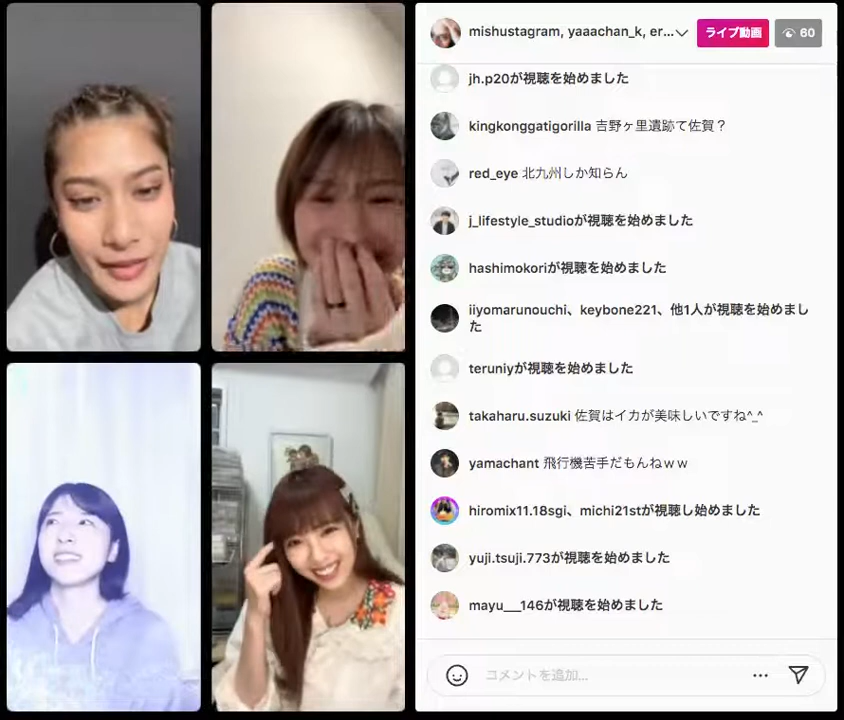 mishustagram, yaaachan_k, er...
ライブ動画
60
jh.p20が視聴を始めました
kingkonggatigorilla 吉野ヶ里遺跡て佐賀？
red_eye 北九州しか知らん
j_lifestyle_studioが視聴を始めました
hashimokoriが視聴を始めました
iiyomarunouchi、keybone221、他1人が視聴を始めまし
た
teruniyが視聴を始めました
takaharu.suzuki 佐賀はイカが美味しいですね^_^
yamachant 飛行機苦手だもんねｗｗ
hiromix11.18sgi、michi21stが視聴し始めました
yuji.tsuji.773が視聴を始めました
mayu___146が視聴を始めました
コメントを追加...